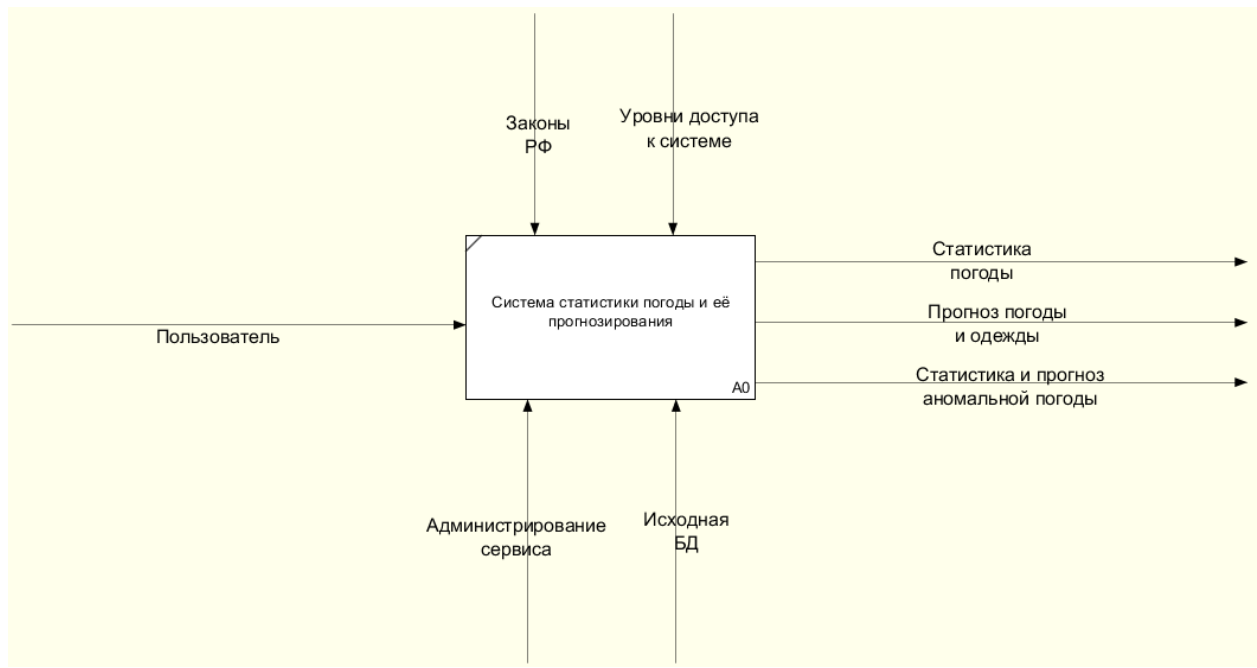 Законы
РФ
Уровни доступа
к системе
Статистика
погоды
Система статистики погоды и её
прогнозирования
Прогноз погоды
и одежды
Пользователь
Статистика и прогноз
аномальной погоды
A0
Администрирование
сервиса
Исходная
БД